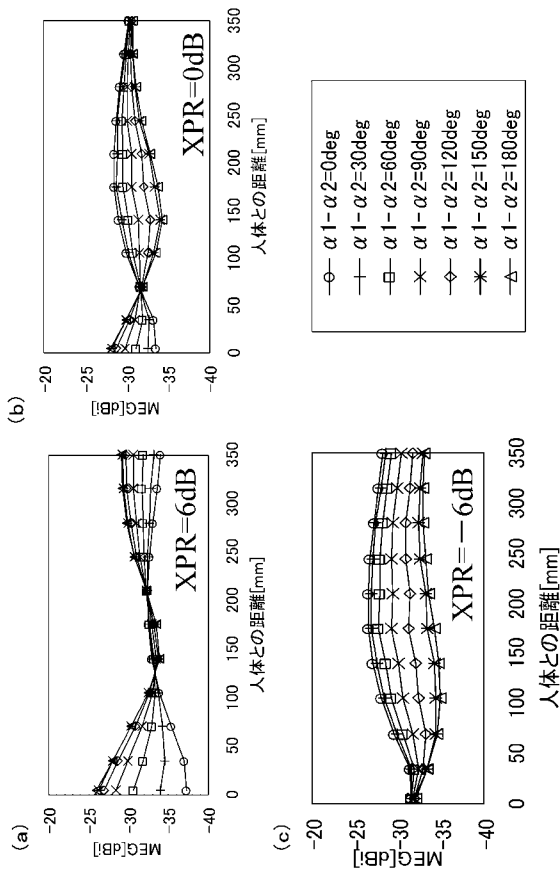 (a)
-20
-25
-30
-35
-40
MEG[dBi]
XPR=6dB
0
50
100
150
200
250
300
350
人体との距離[mm]
(b)
-20
-25
-30
-35
-40
MEG[dBi]
XPR=0dB
0
50
100
150
200
250
300
350
人体との距離[mm]
(c)
-20
-25
-30
-35
-40
MEG[dBi]
XPR=−6dB
0
50
100
150
200
250
300
350
人体との距離[mm]
α1-α2=0deg
α1-α2=30deg
α1-α2=60deg
α1-α2=90deg
α1-α2=120deg
α1-α2=150deg
α1-α2=180deg